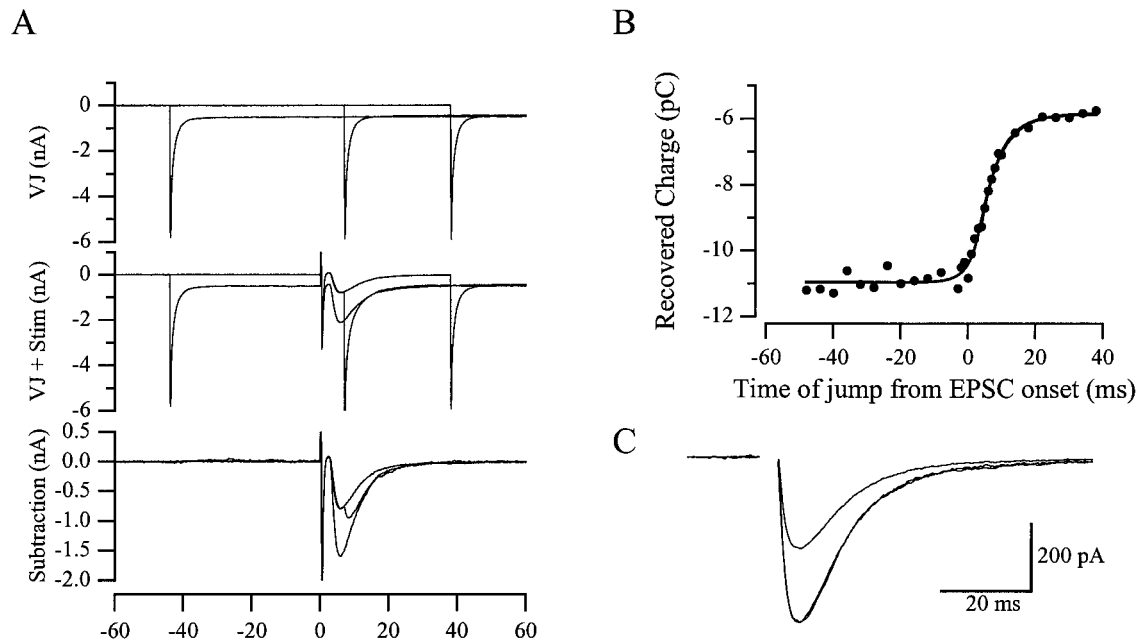 A
VJ (nA)
0
-2
-4
-6
VJ + Stim (nA)
0
-2
-4
-6
Subtraction (nA)
0.5
0.0
-0.5
-1.0
-1.5
-2.0
-60 -40 -20 0 20 40 60
B
Recovered Charge (pC)
-6
-8
-10
-12
-60 -40 -20 0 20 40
Time of jump from EPSC onset (ms)
C
200 pA
20 ms